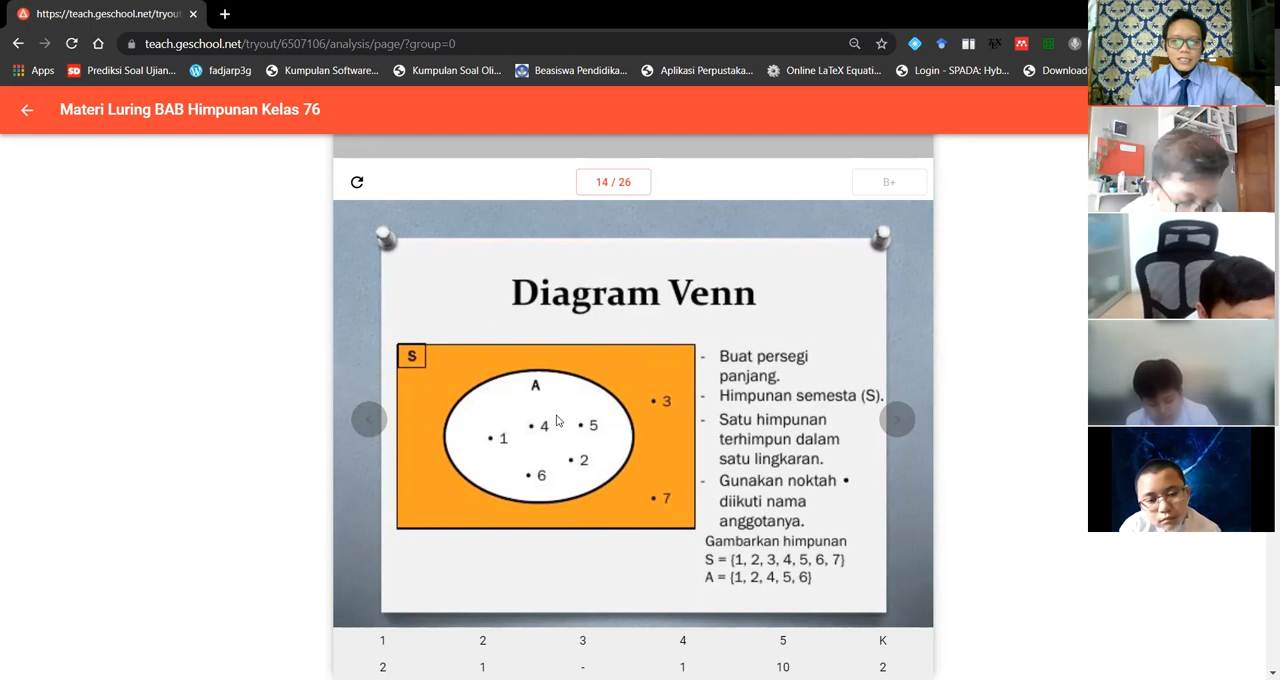 https://teach.geschool.net/tryout
teach.geschool.net/tryout/6507106/analysis/page/?group=0
Apps
SD Prediksi Soal Ujian...
fadjarp3g
Kumpulan Software...
Kumpulan Soal Oli...
Beasiswa Pendidika...
Aplikasi Perpustaka...
Online LaTeX Equati...
Login - SPADA: Hyb...
Download
Materi Luring BAB Himpunan Kelas 76
14 / 26
B+
Diagram Venn
S
A
• 3
• 4
• 5
• 1
• 2
• 6
• 7
- Buat persegi
panjang.
- Himpunan semesta (S).
- Satu himpunan
terhimpun dalam
satu lingkaran.
- Gunakan noktah •
diikuti nama
anggotanya.
Gambarkan himpunan
S = {1, 2, 3, 4, 5, 6, 7}
A = {1, 2, 4, 5, 6}
1 2 3 4 5 K
2 1 - 1 10 2